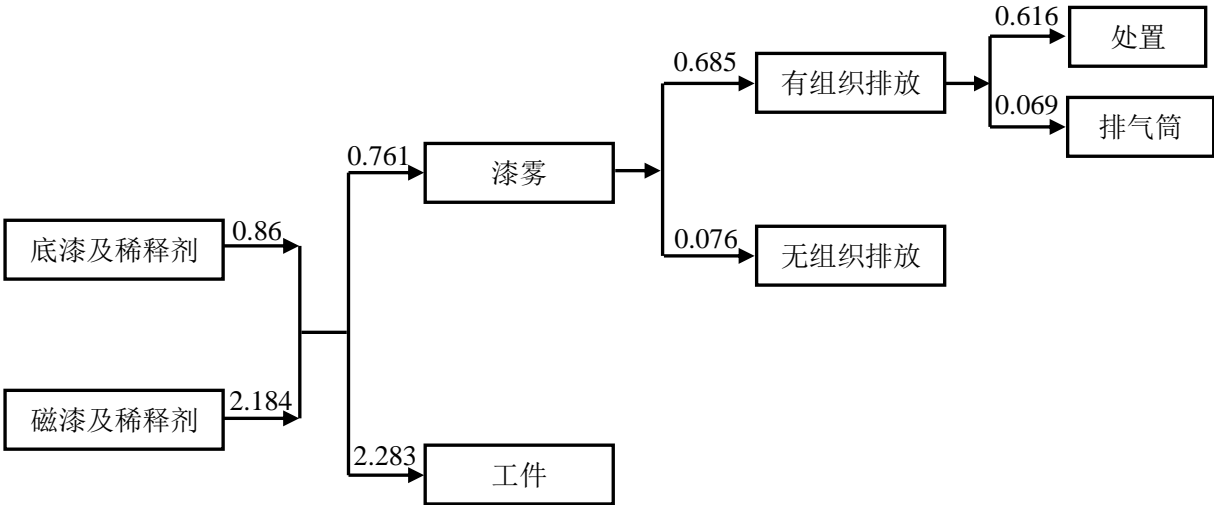 0.616
处置
0.685
有组织排放
0.069
排气筒
0.761
漆雾
0.86
底漆及稀释剂
0.076
无组织排放
2.184
磁漆及稀释剂
2.283
工件